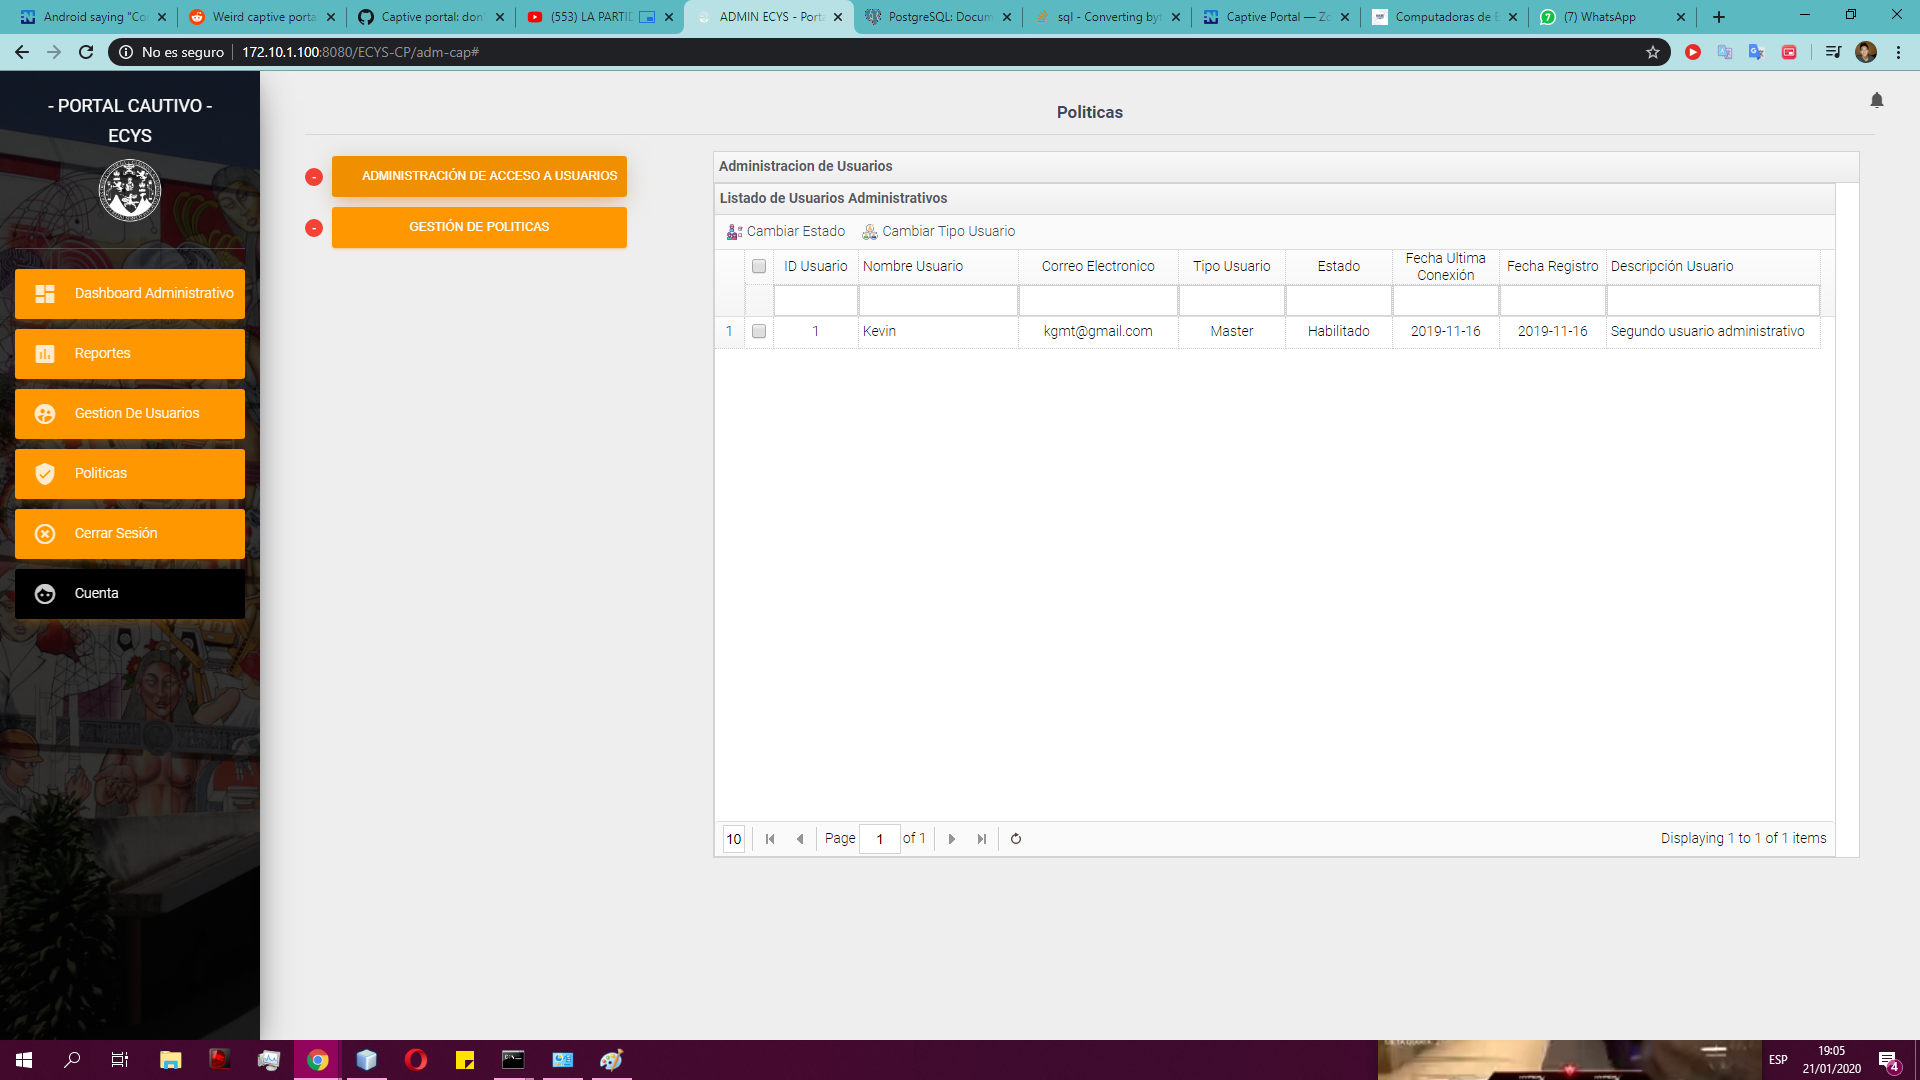 Android saying "Co
Weird captive porta
Captive portal: don'
(553) LA PARTID
ADMIN ECYS - Port
PostgreSQL: Docum
sql - Converting byt
Captive Portal — Zo
Computadoras de E
(7) WhatsApp
No es seguro
172.10.1.100:8080/ECYS-CP/adm-cap#
- PORTAL CAUTIVO -
ECYS
Dashboard Administrativo
Reportes
Gestion De Usuarios
Politicas
Cerrar Sesión
Cuenta
Politicas
- ADMINISTRACIÓN DE ACCESO A USUARIOS
- GESTIÓN DE POLITICAS
Administracion de Usuarios
Listado de Usuarios Administrativos
Cambiar Estado Cambiar Tipo Usuario
ID Usuario Nombre Usuario Correo Electronico Tipo Usuario Estado Fecha Ultima Conexión Fecha Registro Descripción Usuario
1 1 Kevin kgmt@gmail.com Master Habilitado 2019-11-16 2019-11-16 Segundo usuario administrativo
10 Page 1 of 1 Displaying 1 to 1 of 1 items
ESP
19:05
21/01/2020
4